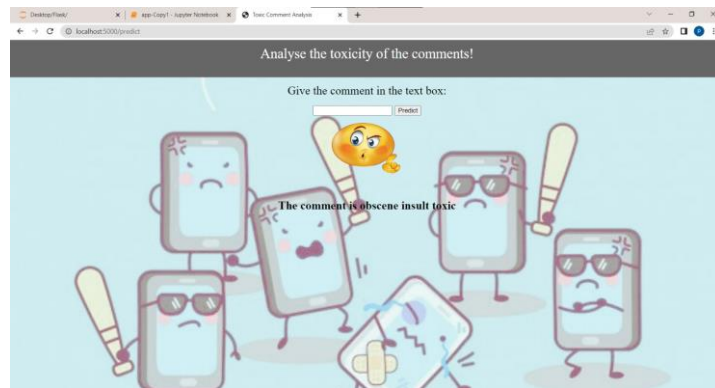 Desktop/Flask/
app-Copy1 - Jupyter Notebook
Toxic Comment Analysis
localhost:5000/predict
Analyse the toxicity of the comments!
Give the comment in the text box:
Predict
The comment is obscene insult toxic